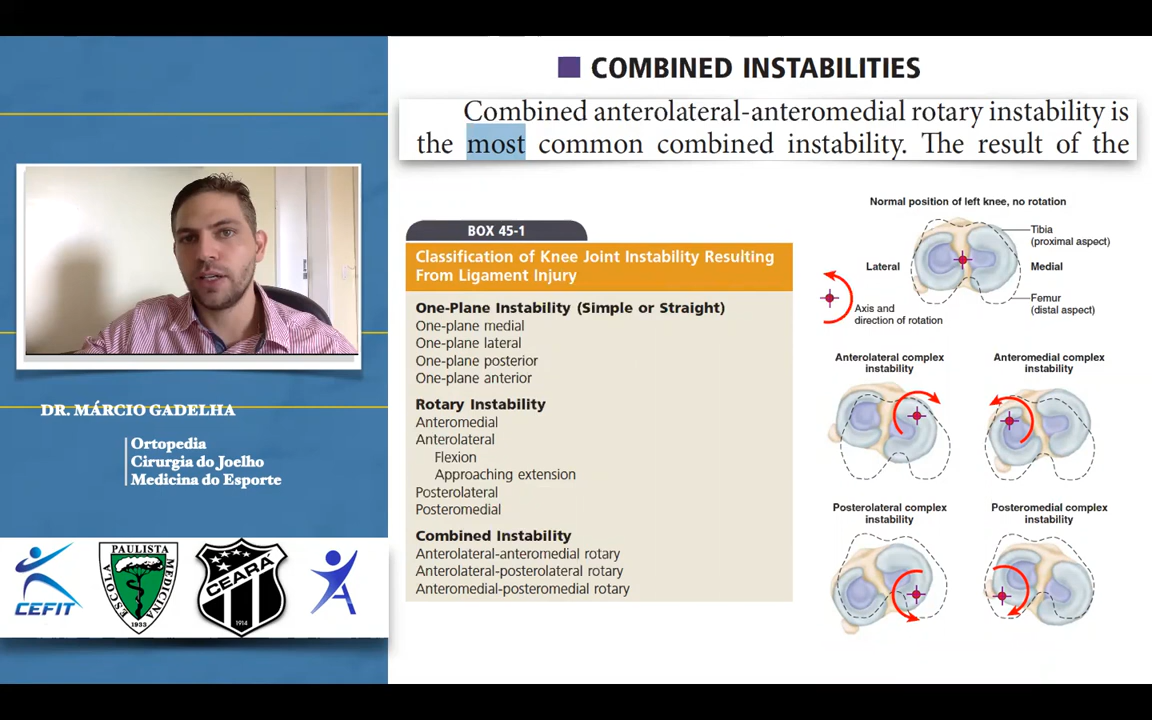 COMBINED INSTABILITIES
Combined anterolateral-anteromedial rotary instability is
the most common combined instability. The result of the
DR. MÁRCIO GADELHA
Ortopedia
Cirurgia do Joelho
Medicina do Esporte
CEFIT
PAULISTA
ESCOLA
MEDICINA
1933
CEARÁ
1914
BOX 45-1
Classification of Knee Joint Instability Resulting
From Ligament Injury
One-Plane Instability (Simple or Straight)
One-plane medial
One-plane lateral
One-plane posterior
One-plane anterior
Rotary Instability
Anteromedial
Anterolateral
Flexion
Approaching extension
Posterolateral
Posteromedial
Combined Instability
Anterolateral-anteromedial rotary
Anterolateral-posterolateral rotary
Anteromedial-posteromedial rotary
Normal position of left knee, no rotation
Tibia
(proximal aspect)
Lateral
Medial
Femur
(distal aspect)
Axis and
direction of rotation
Anterolateral complex
instability
Anteromedial complex
instability
Posterolateral complex
instability
Posteromedial complex
instability